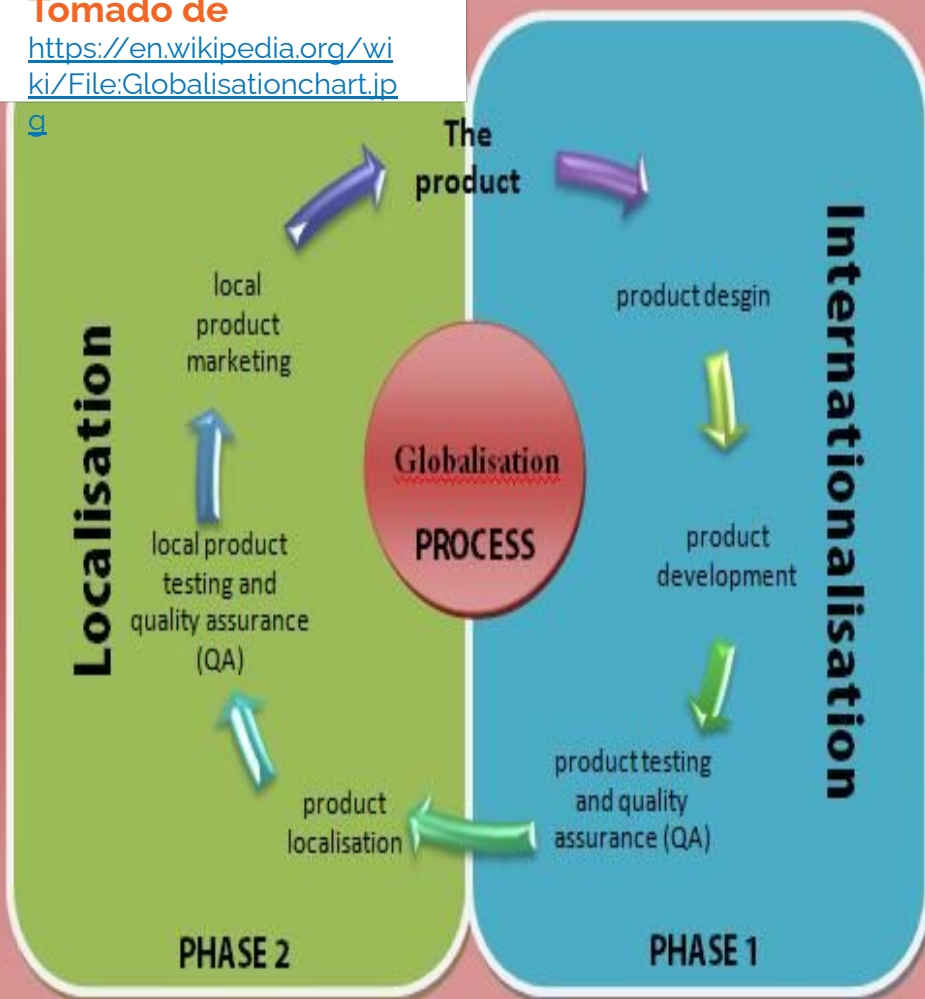 Tomado de
https://en.wikipedia.org/wi
ki/File:Globalisationchart.jp
g
The
product
product desgin
product
development
product testing
and quality
assurance (QA)
Internationalisation
PHASE 1
product
localisation
local product
testing and
quality assurance
(QA)
local
product
marketing
Localisation
PHASE 2
Globalisation
PROCESS